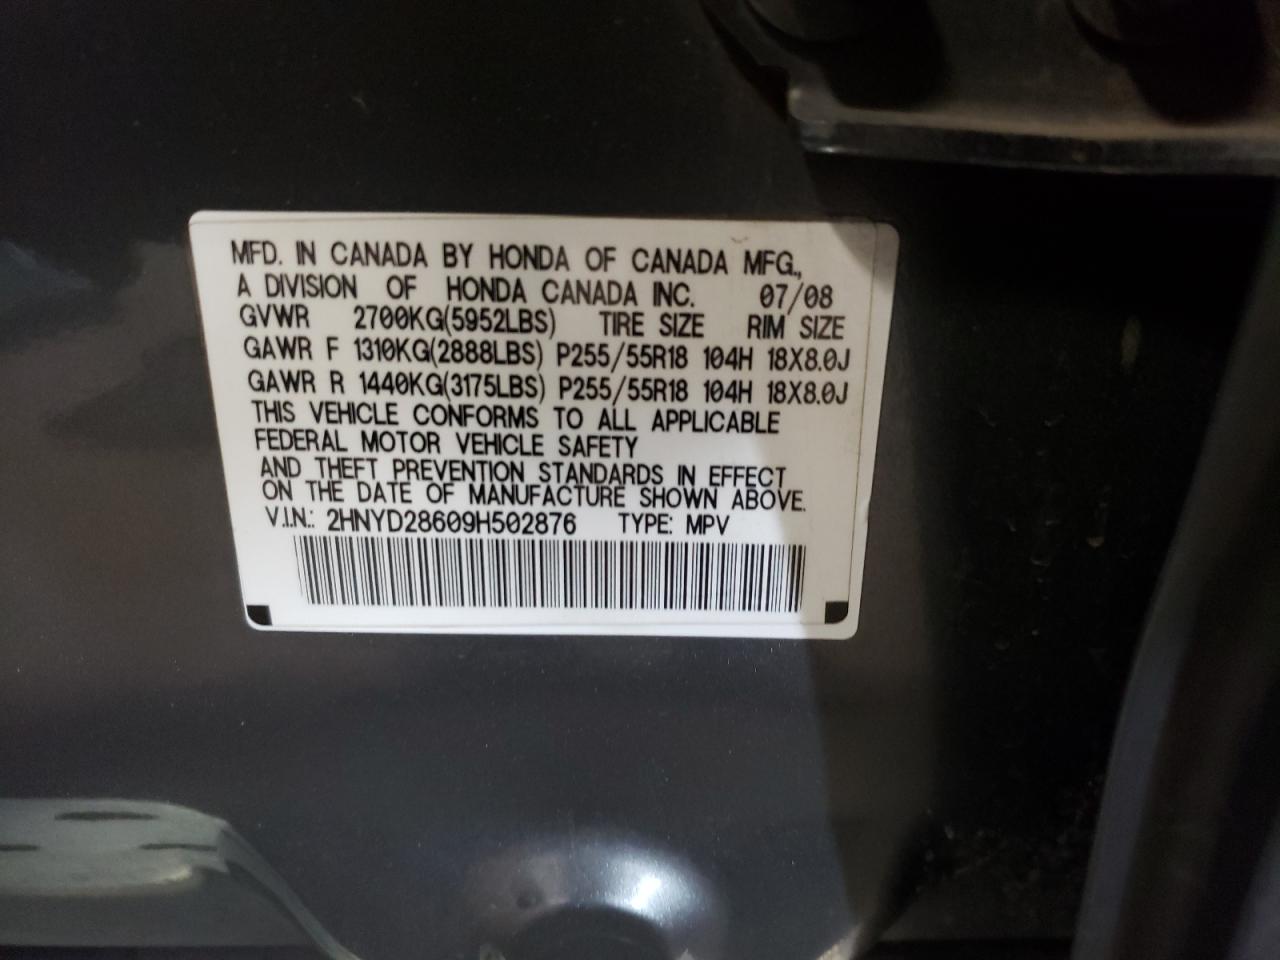 MFD. IN CANADA BY HONDA OF CANADA MFG.,
A DIVISION OF HONDA CANADA INC. 07/08
GVWR 2700KG(5952LBS) TIRE SIZE RIM SIZE
GAWR F 1310KG(2888LBS) P255/55R18 104H 18X8.0J
GAWR R 1440KG(3175LBS) P255/55R18 104H 18X8.0J
THIS VEHICLE CONFORMS TO ALL APPLICABLE
FEDERAL MOTOR VEHICLE SAFETY
AND THEFT PREVENTION STANDARDS IN EFFECT
ON THE DATE OF MANUFACTURE SHOWN ABOVE.
V.I.N.: 2HNYD28609H502876 TYPE: MPV